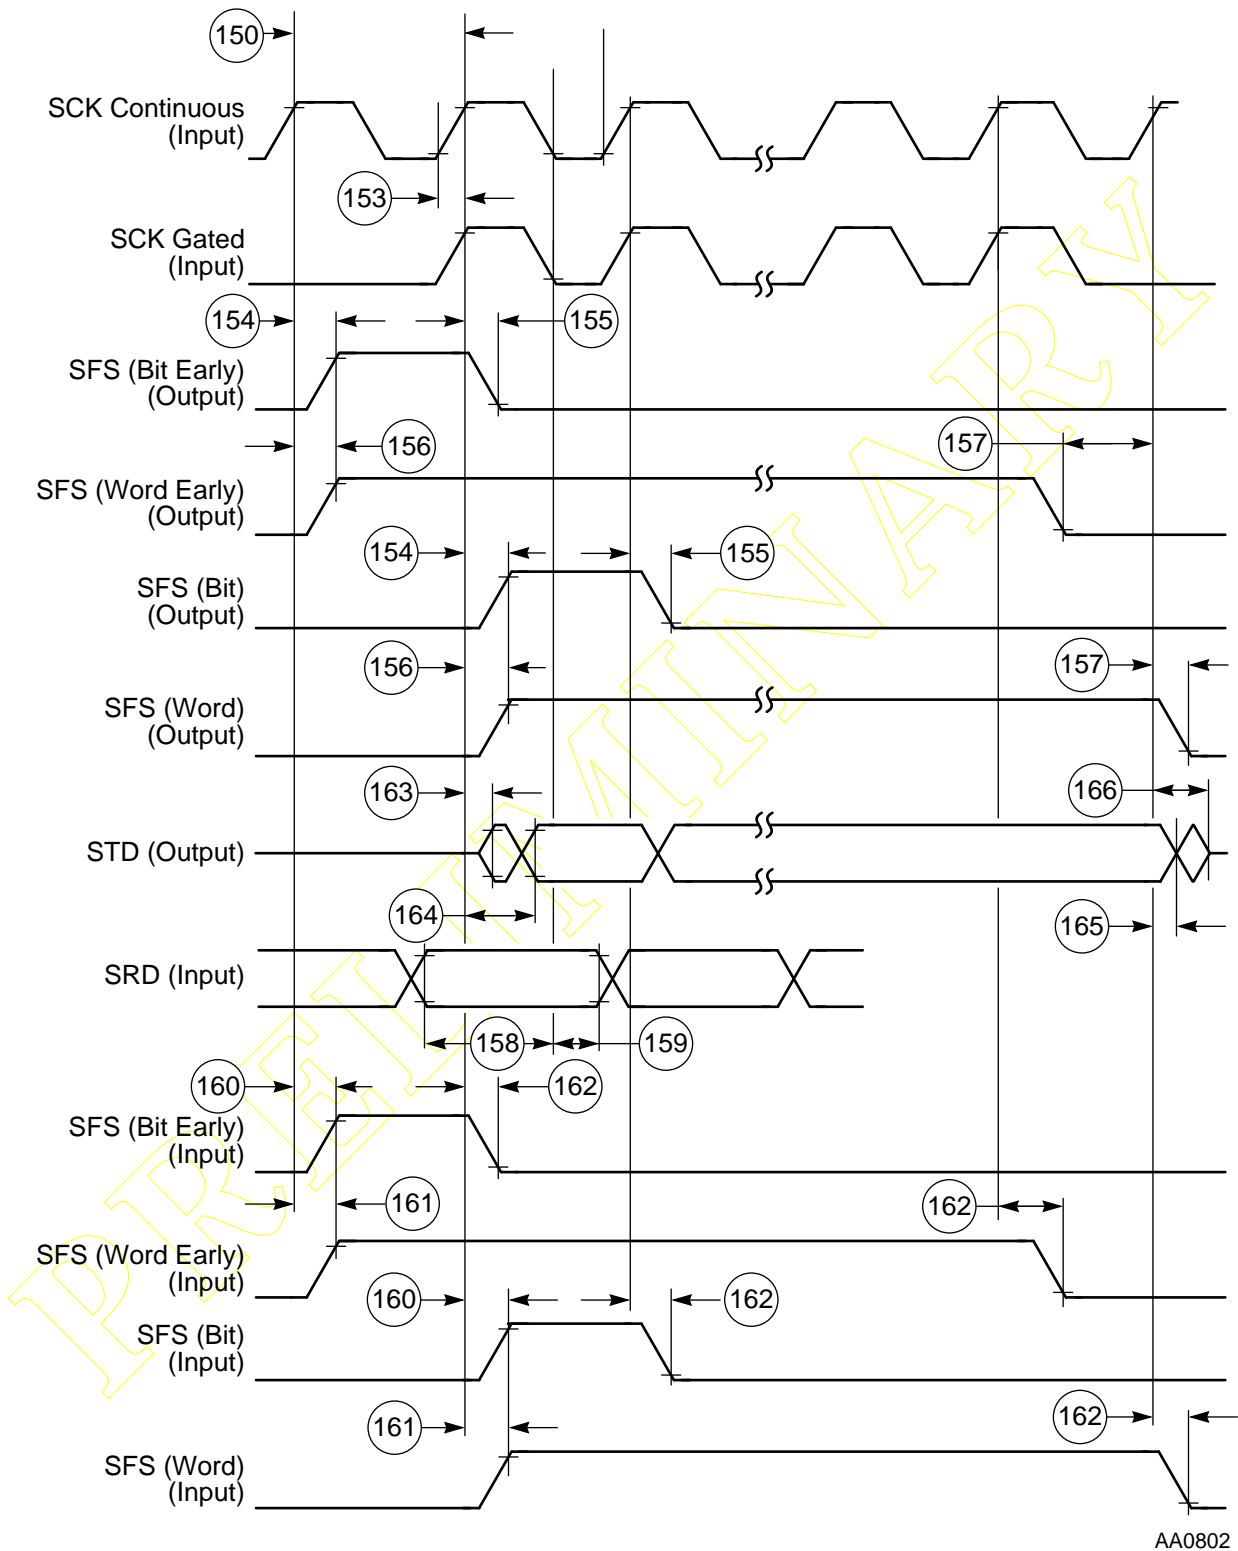 150
SCK Continuous
(Input)
153
SCK Gated
(Input)
154
155
SFS (Bit Early)
(Output)
156
157
SFS (Word Early)
(Output)
154
155
SFS (Bit)
(Output)
156
157
SFS (Word)
(Output)
163
166
STD (Output)
164
165
SRD (Input)
158
159
160
162
SFS (Bit Early)
(Input)
161
162
SFS (Word Early)
(Input)
160
162
SFS (Bit)
(Input)
161
162
SFS (Word)
(Input)
AA0802
PRELIMINARY